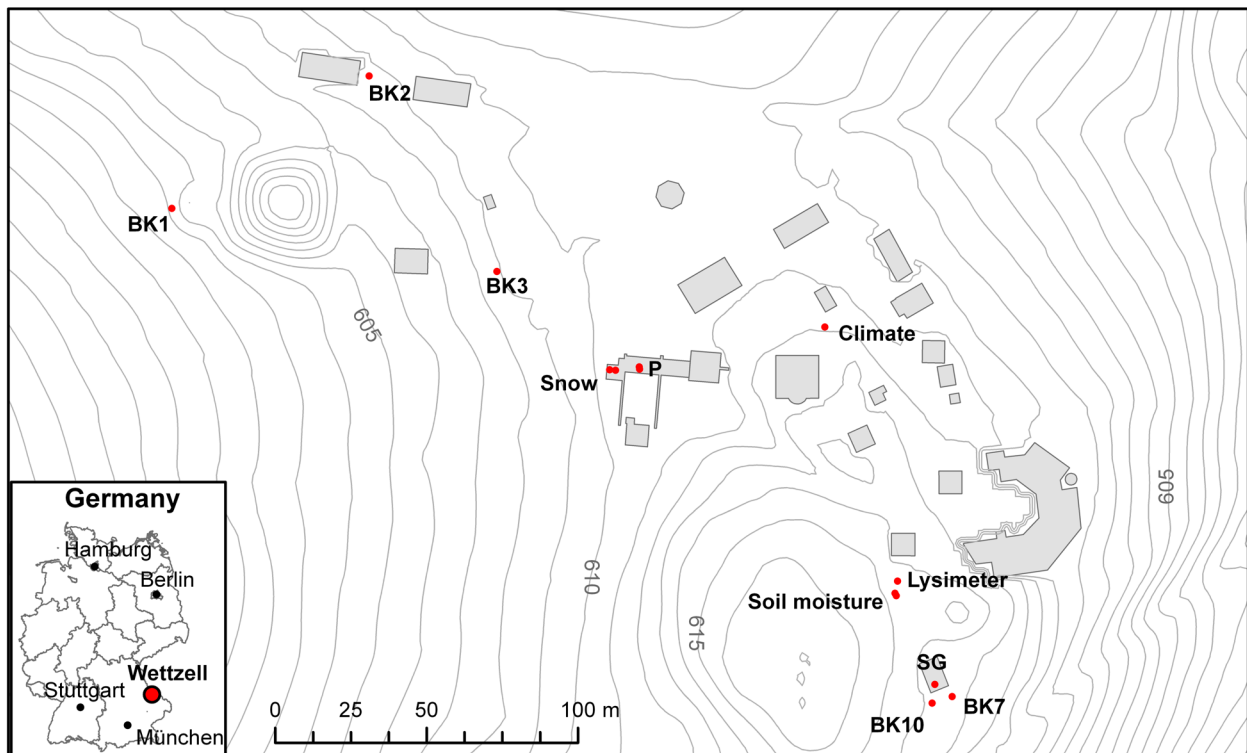 BK2
BK1
BK3
605
Climate
Snow
P
605
610
615
Lysimeter
Soil moisture
SG
BK7
BK10
Germany
Hamburg
Berlin
Wettzell
Stuttgart
München
0 25 50 100 m